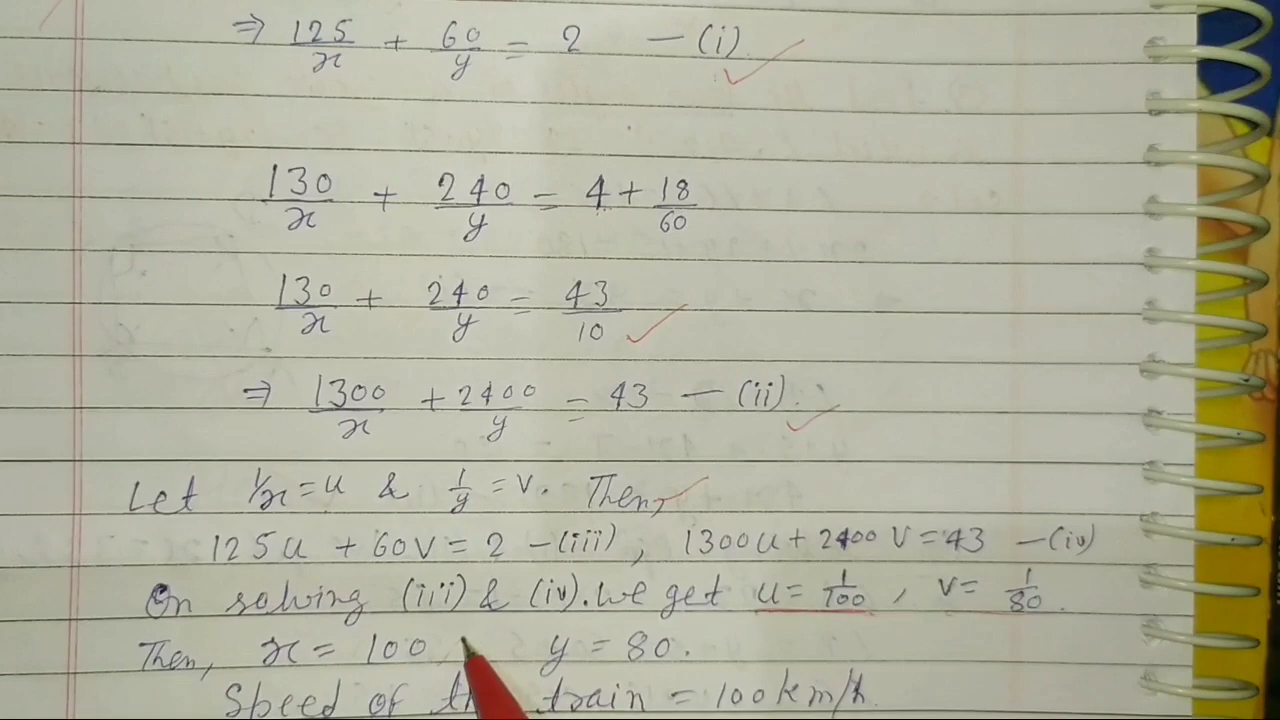 ⇒ 125/x + 60/y = 2 — (i)
130/x + 240/y = 4 + 18/60
130/x + 240/y = 43/10
⇒ 1300/x + 2400/y = 43 — (ii)
Let 1/x = u & 1/y = v. Then,
125u + 60v = 2 — (iii), 1300u + 2400v = 43 — (iv)
On solving (iii) & (iv). We get u = 1/100, v = 1/80.
Then, x = 100, y = 80.
Speed of train = 100km/h.